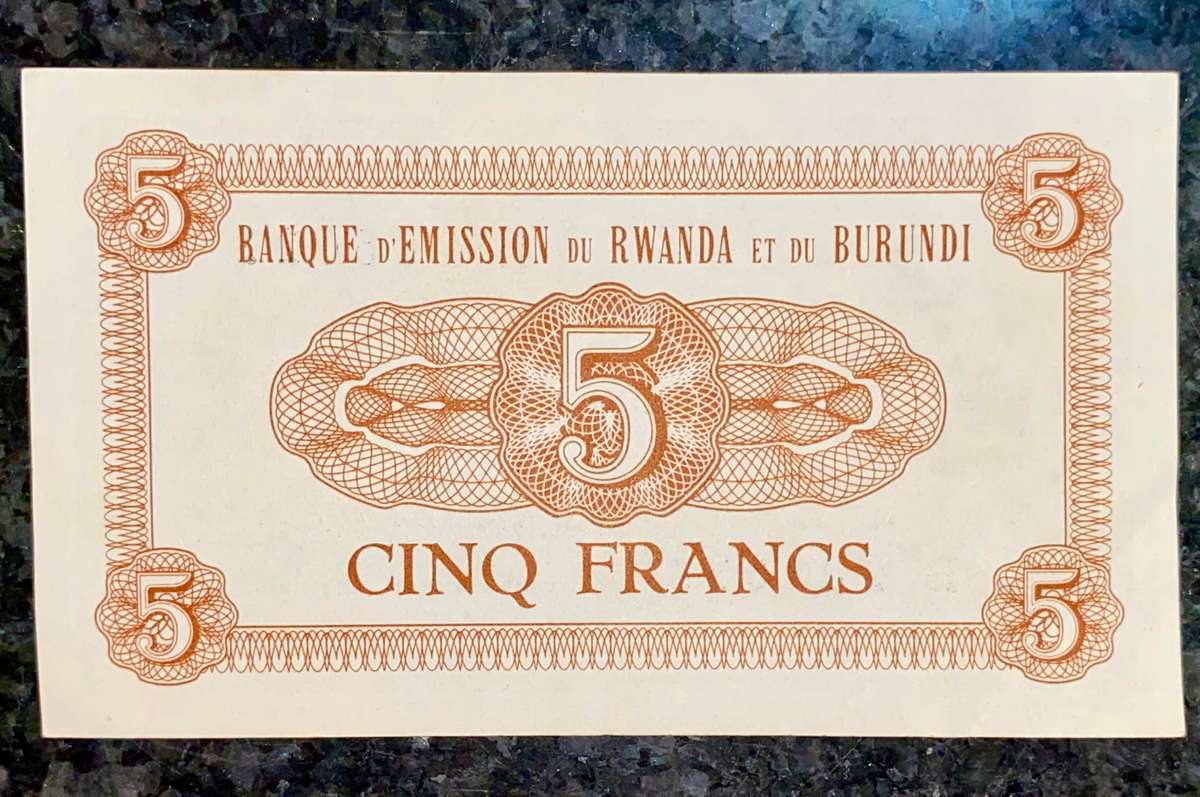 5 5
BANQUE D'EMISSION DU RWANDA ET DU BURUNDI
5
CINQ FRANCS
5 5